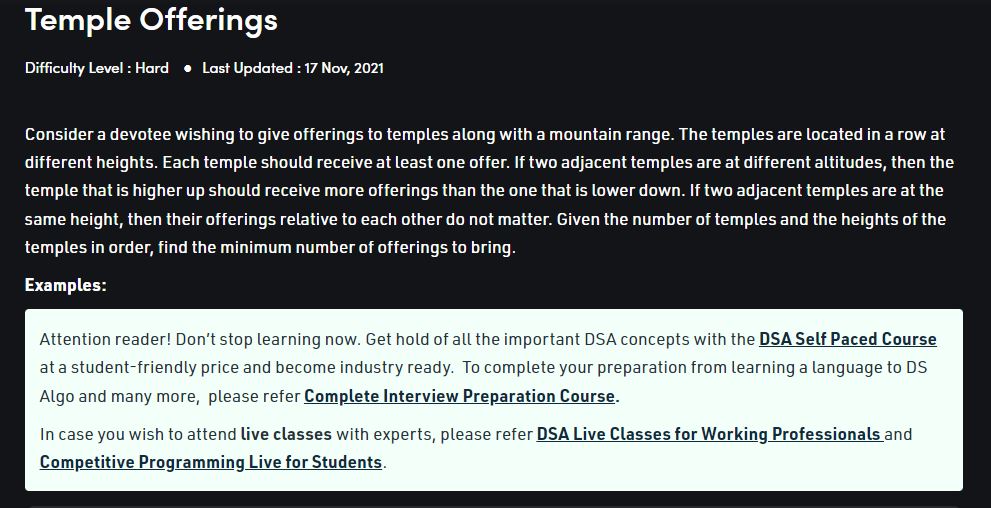 Temple Offerings
Difficulty Level : Hard ● Last Updated : 17 Nov, 2021
Consider a devotee wishing to give offerings to temples along with a mountain range. The temples are located in a row at
different heights. Each temple should receive at least one offer. If two adjacent temples are at different altitudes, then the
temple that is higher up should receive more offerings than the one that is lower down. If two adjacent temples are at the
same height, then their offerings relative to each other do not matter. Given the number of temples and the heights of the
temples in order, find the minimum number of offerings to bring.
Examples:
Attention reader! Don’t stop learning now. Get hold of all the important DSA concepts with the DSA Self Paced Course
at a student-friendly price and become industry ready. To complete your preparation from learning a language to DS
Algo and many more, please refer Complete Interview Preparation Course.
In case you wish to attend live classes with experts, please refer DSA Live Classes for Working Professionals and
Competitive Programming Live for Students.